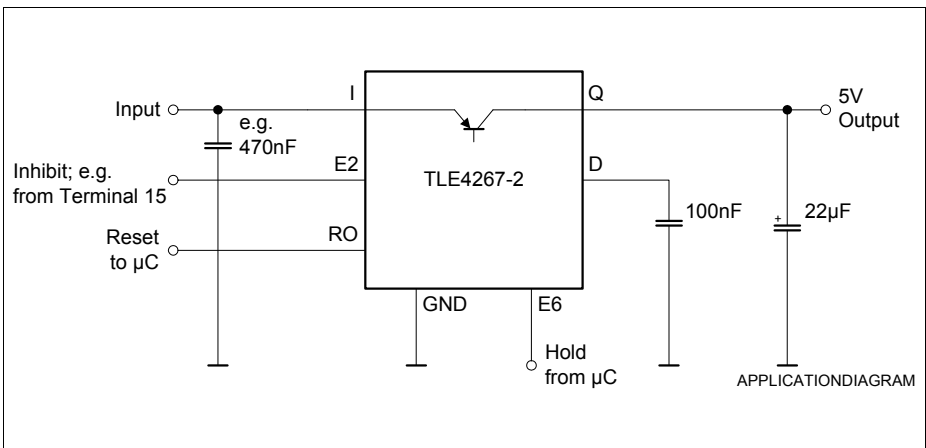 I
Q
5V
Output
Input
e.g.
470nF
E2
D
Inhibit; e.g.
from Terminal 15
TLE4267-2
100nF
+
22µF
RO
Reset
to µC
GND
E6
Hold
from µC
APPLICATIONDIAGRAM